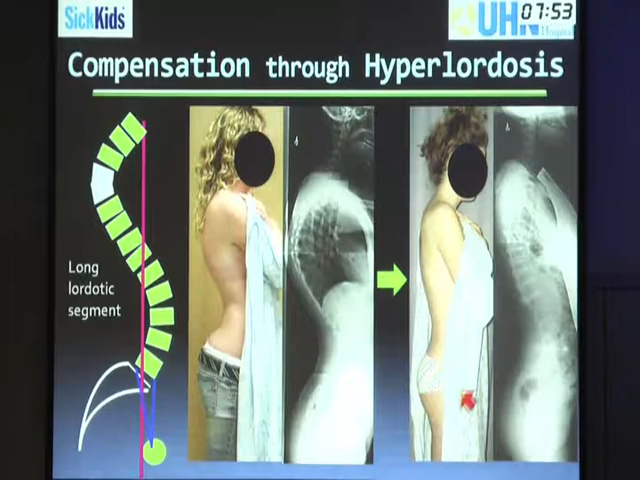 SickKids
UHN
07:53
Compensation through Hyperlordosis
Long
lordotic
segment